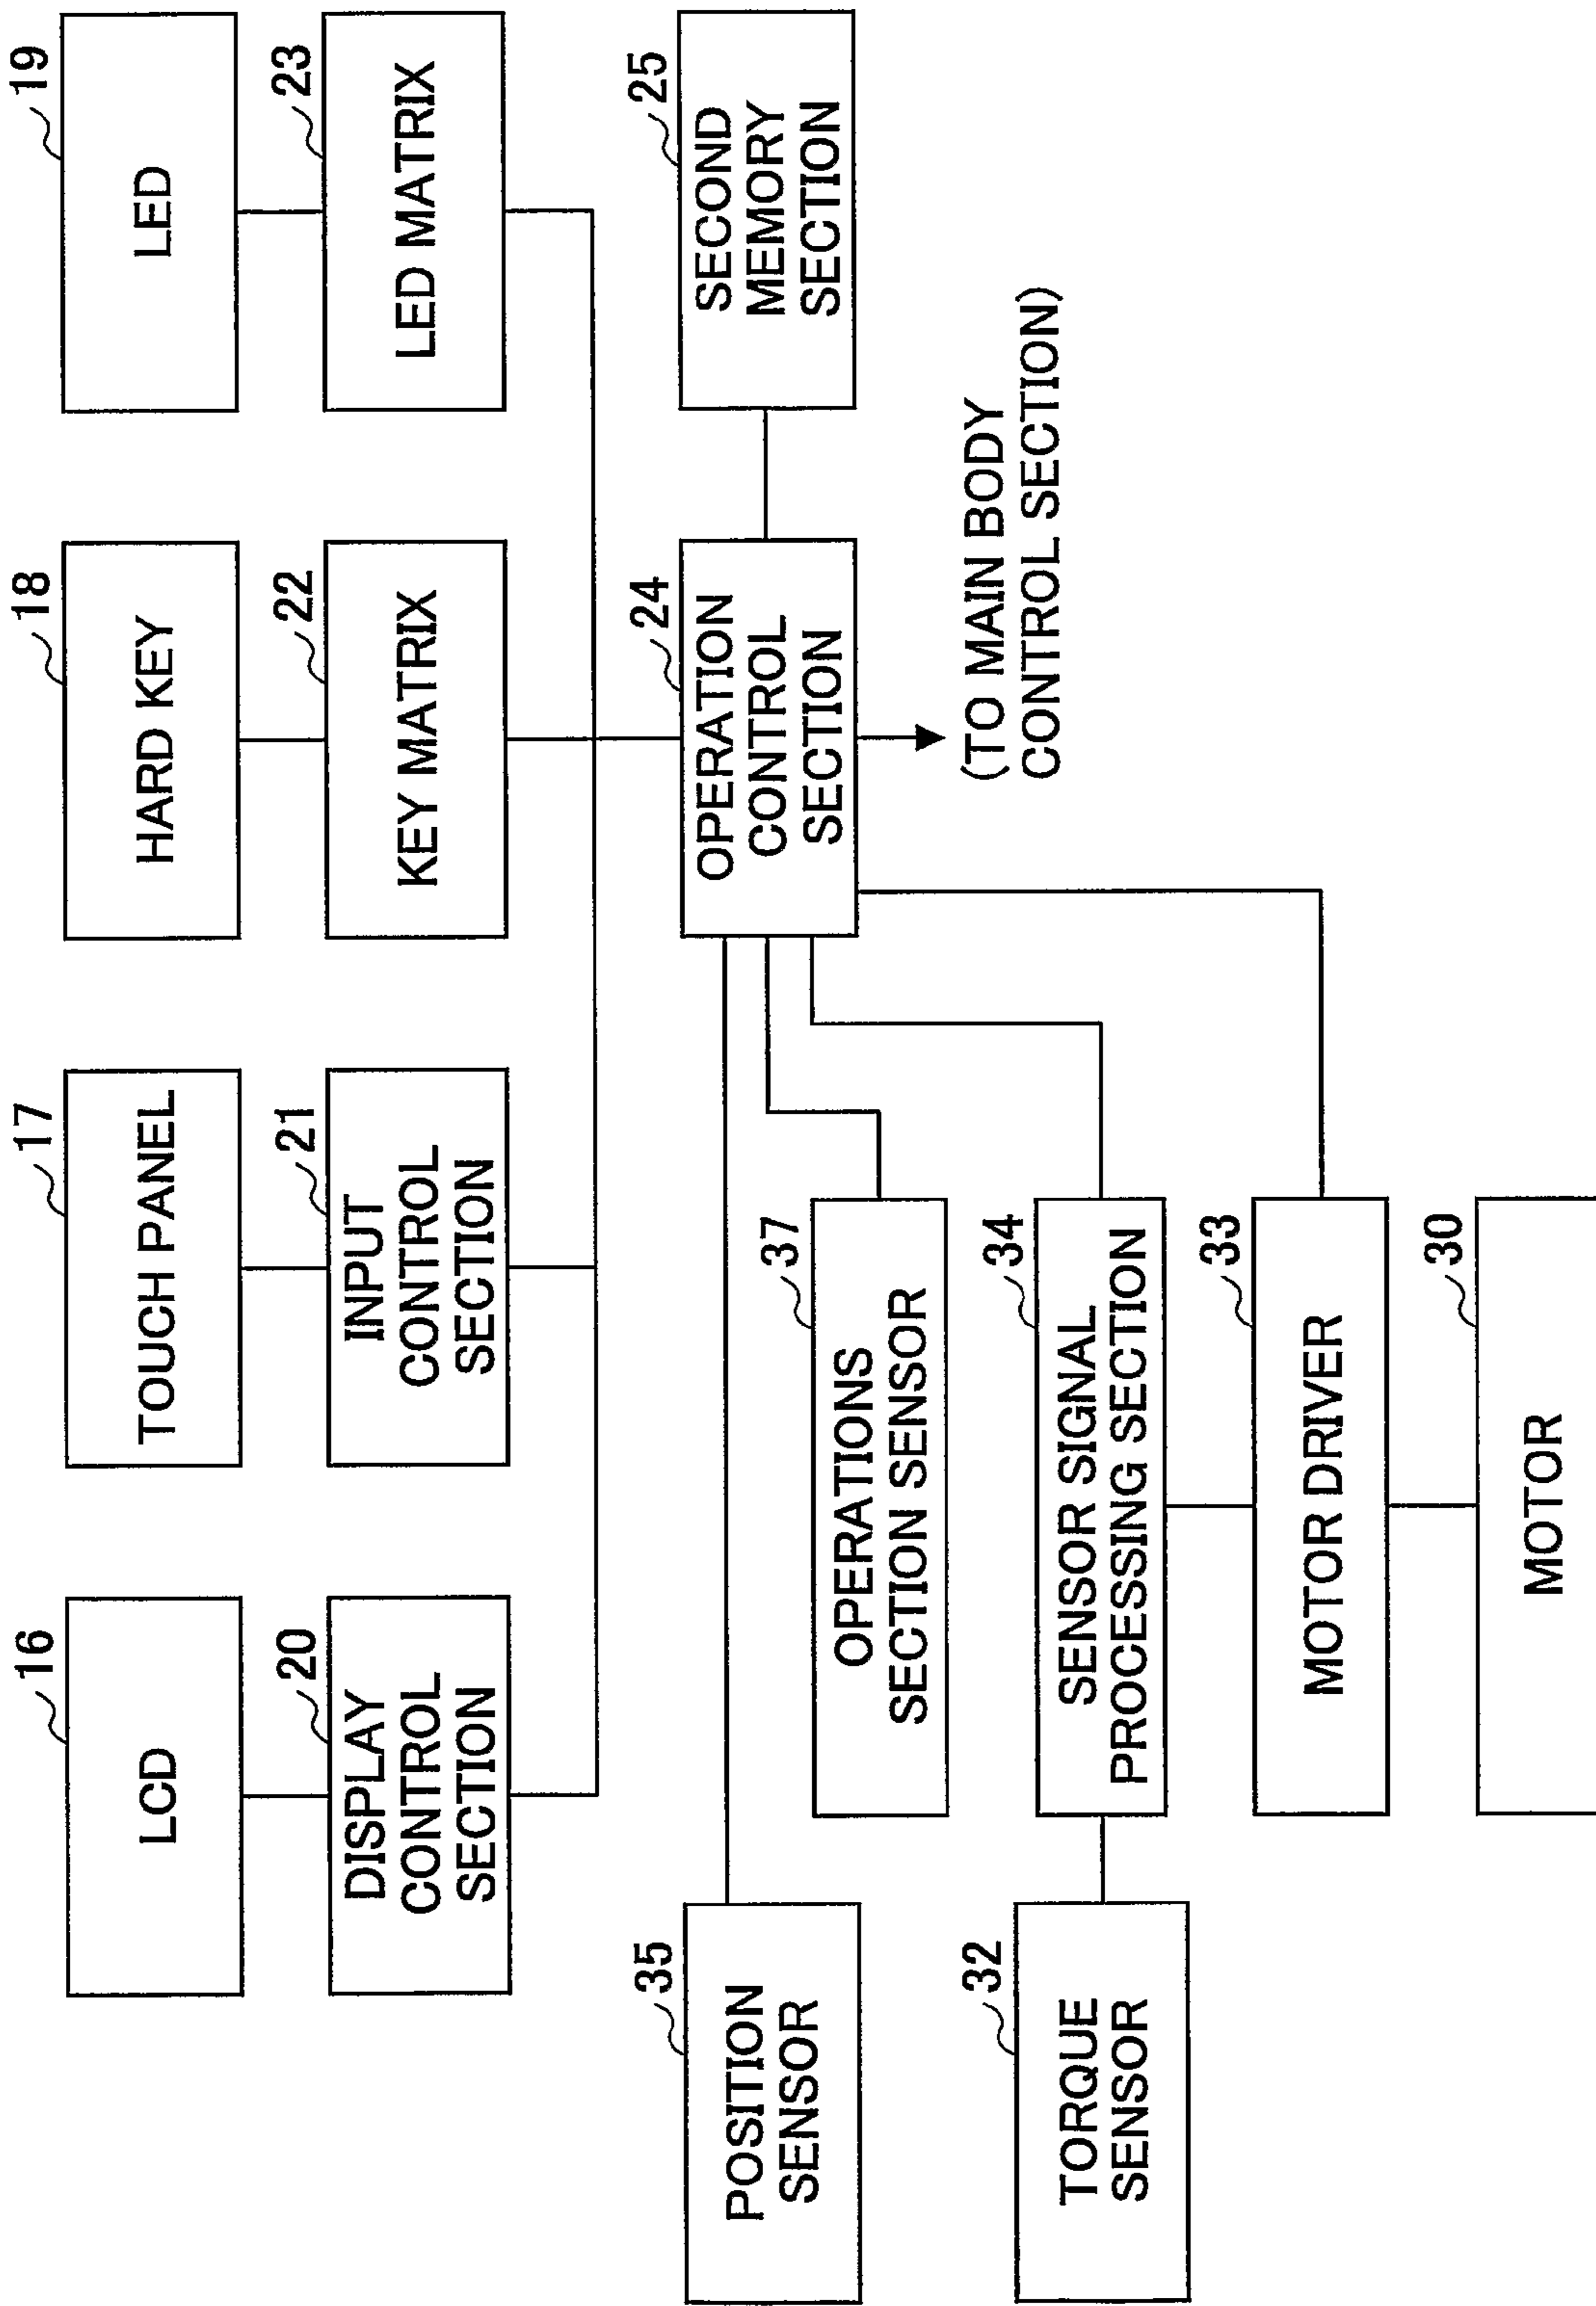 16
LCD
17
TOUCH PANEL
18
HARD KEY
19
LED
20
DISPLAY
CONTROL
SECTION
21
INPUT
CONTROL
SECTION
22
KEY MATRIX
23
LED MATRIX
35
POSITION
SENSOR
24
OPERATION
CONTROL
SECTION
25
SECOND
MEMORY
SECTION
37
OPERATIONS
SECTION SENSOR
(TO MAIN BODY
CONTROL SECTION)
32
TORQUE
SENSOR
34
SENSOR SIGNAL
PROCESSING SECTION
33
MOTOR DRIVER
30
MOTOR